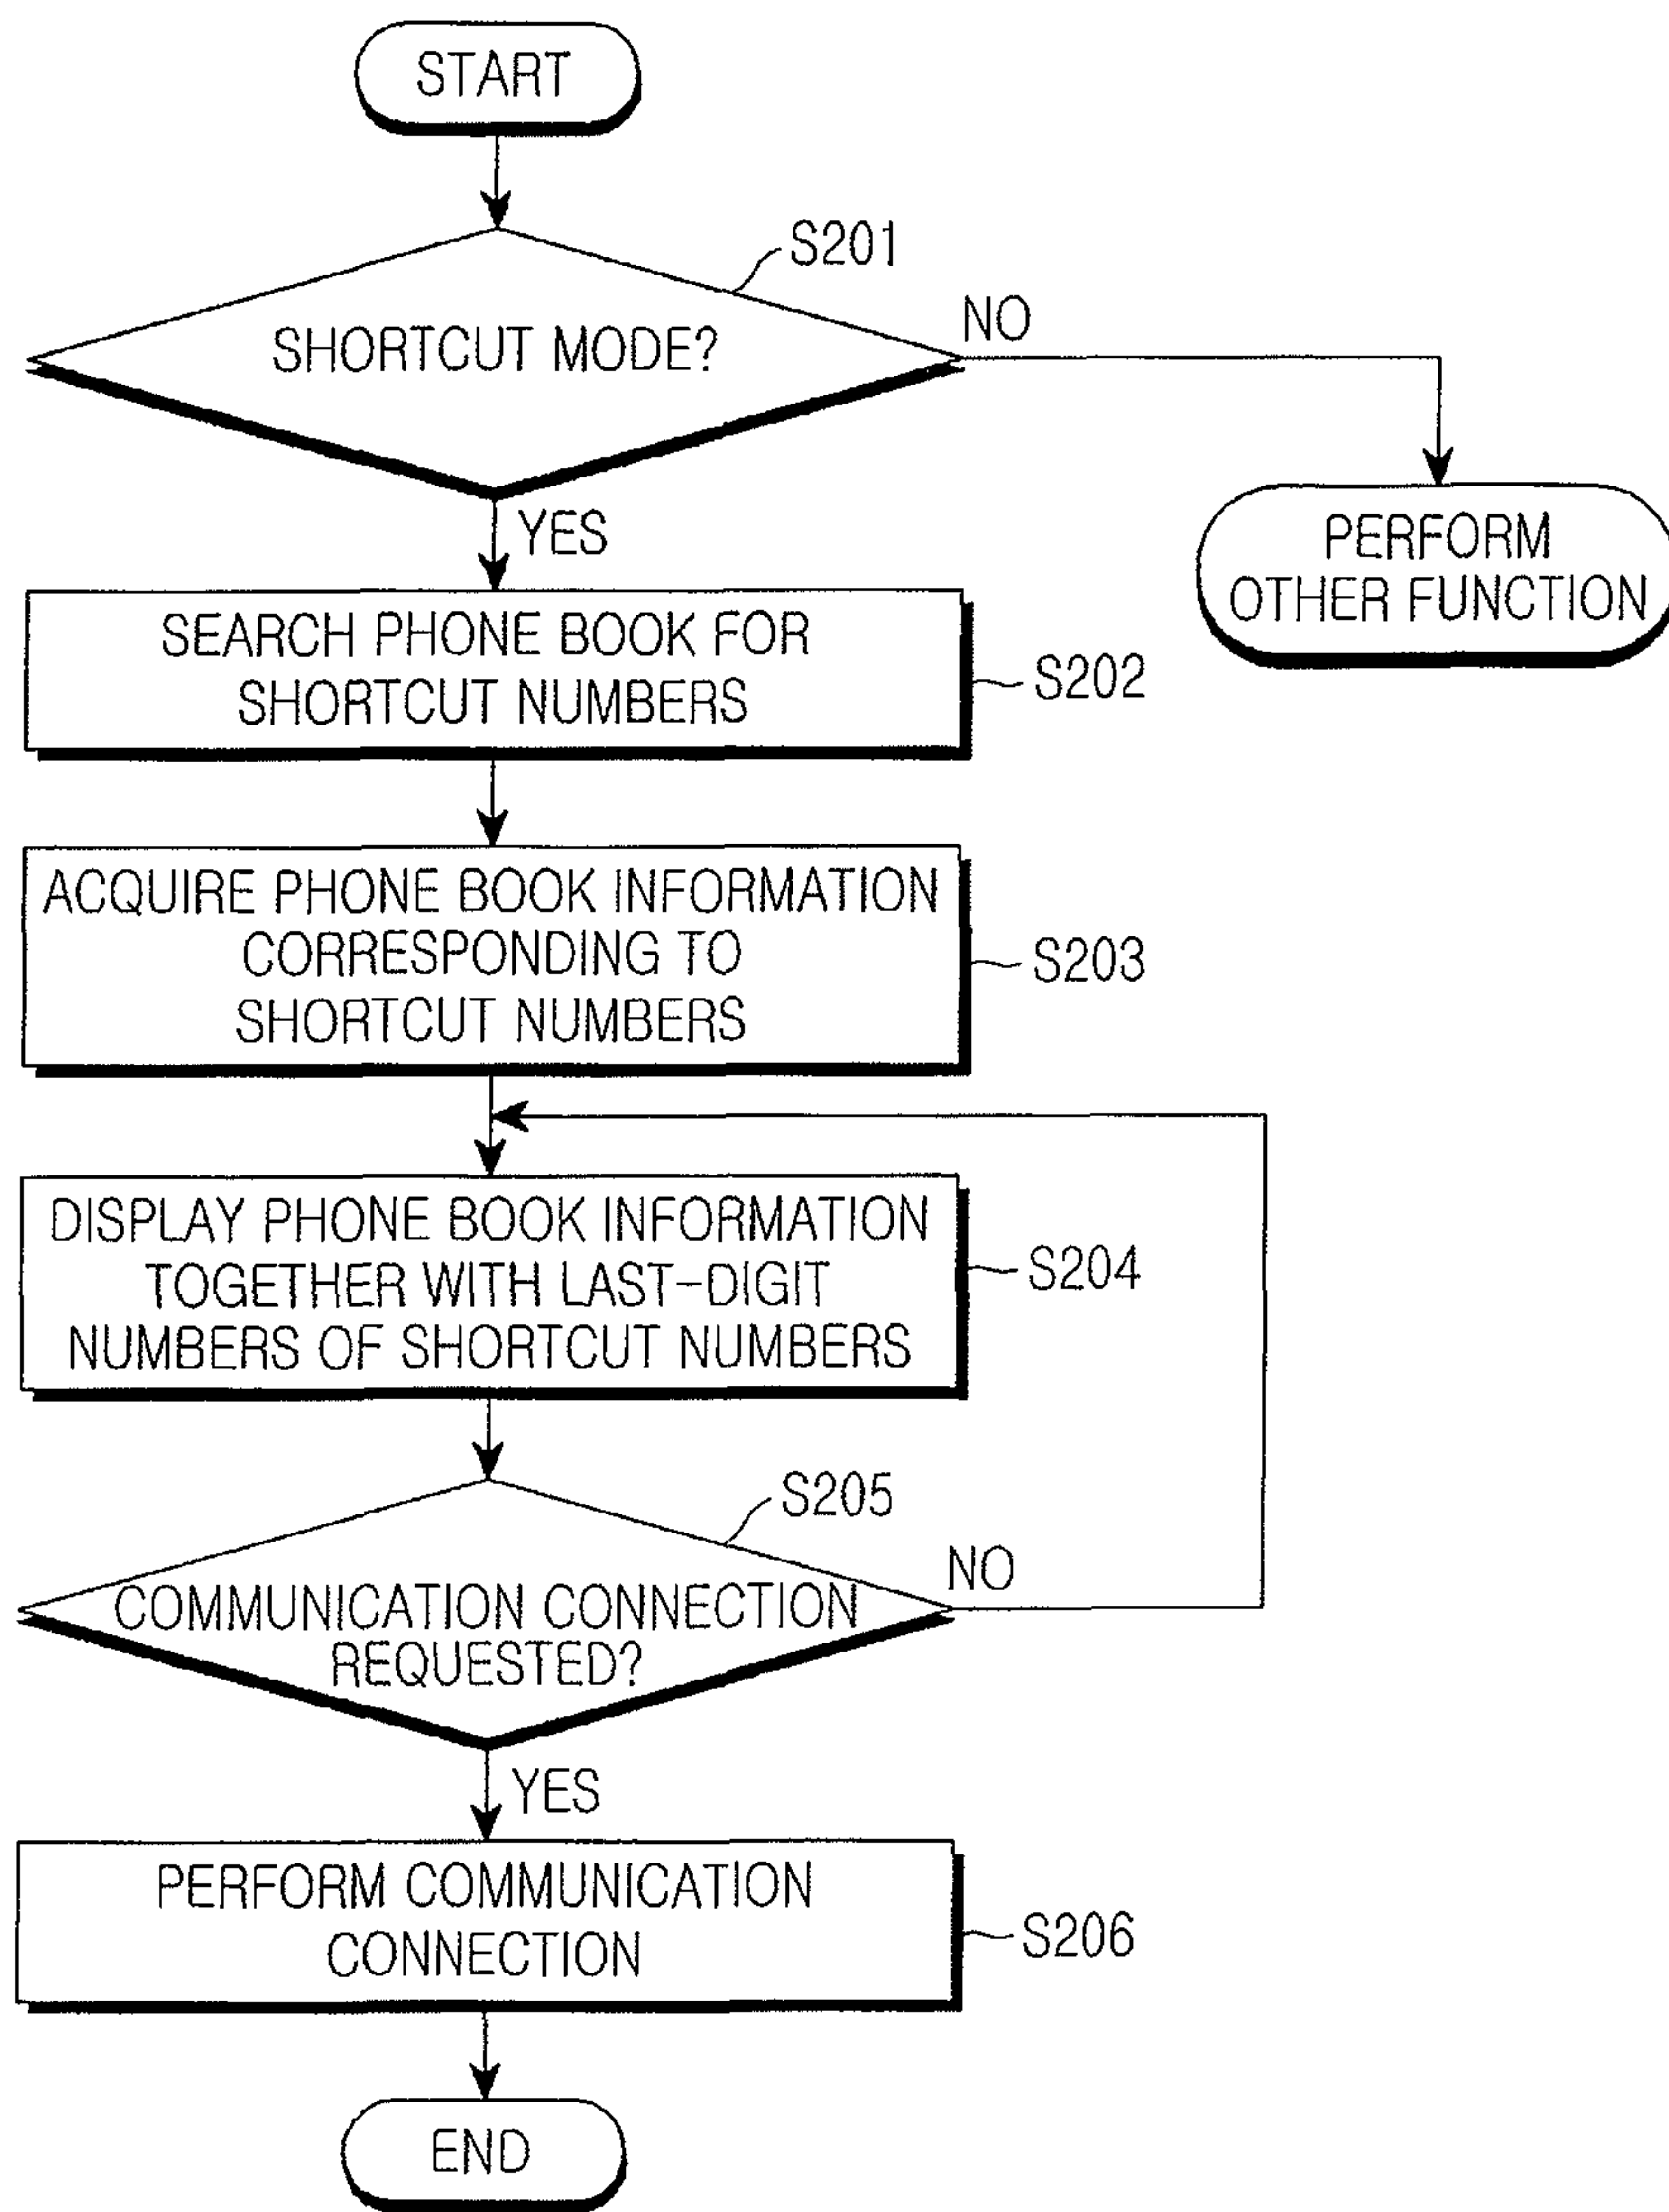 START
S201
SHORTCUT MODE?
NO
YES
PERFORM
OTHER FUNCTION
SEARCH PHONE BOOK FOR
SHORTCUT NUMBERS
S202
ACQUIRE PHONE BOOK INFORMATION
CORRESPONDING TO
SHORTCUT NUMBERS
S203
DISPLAY PHONE BOOK INFORMATION
TOGETHER WITH LAST-DIGIT
NUMBERS OF SHORTCUT NUMBERS
S204
S205
COMMUNICATION CONNECTION
REQUESTED?
NO
YES
PERFORM COMMUNICATION
CONNECTION
S206
END